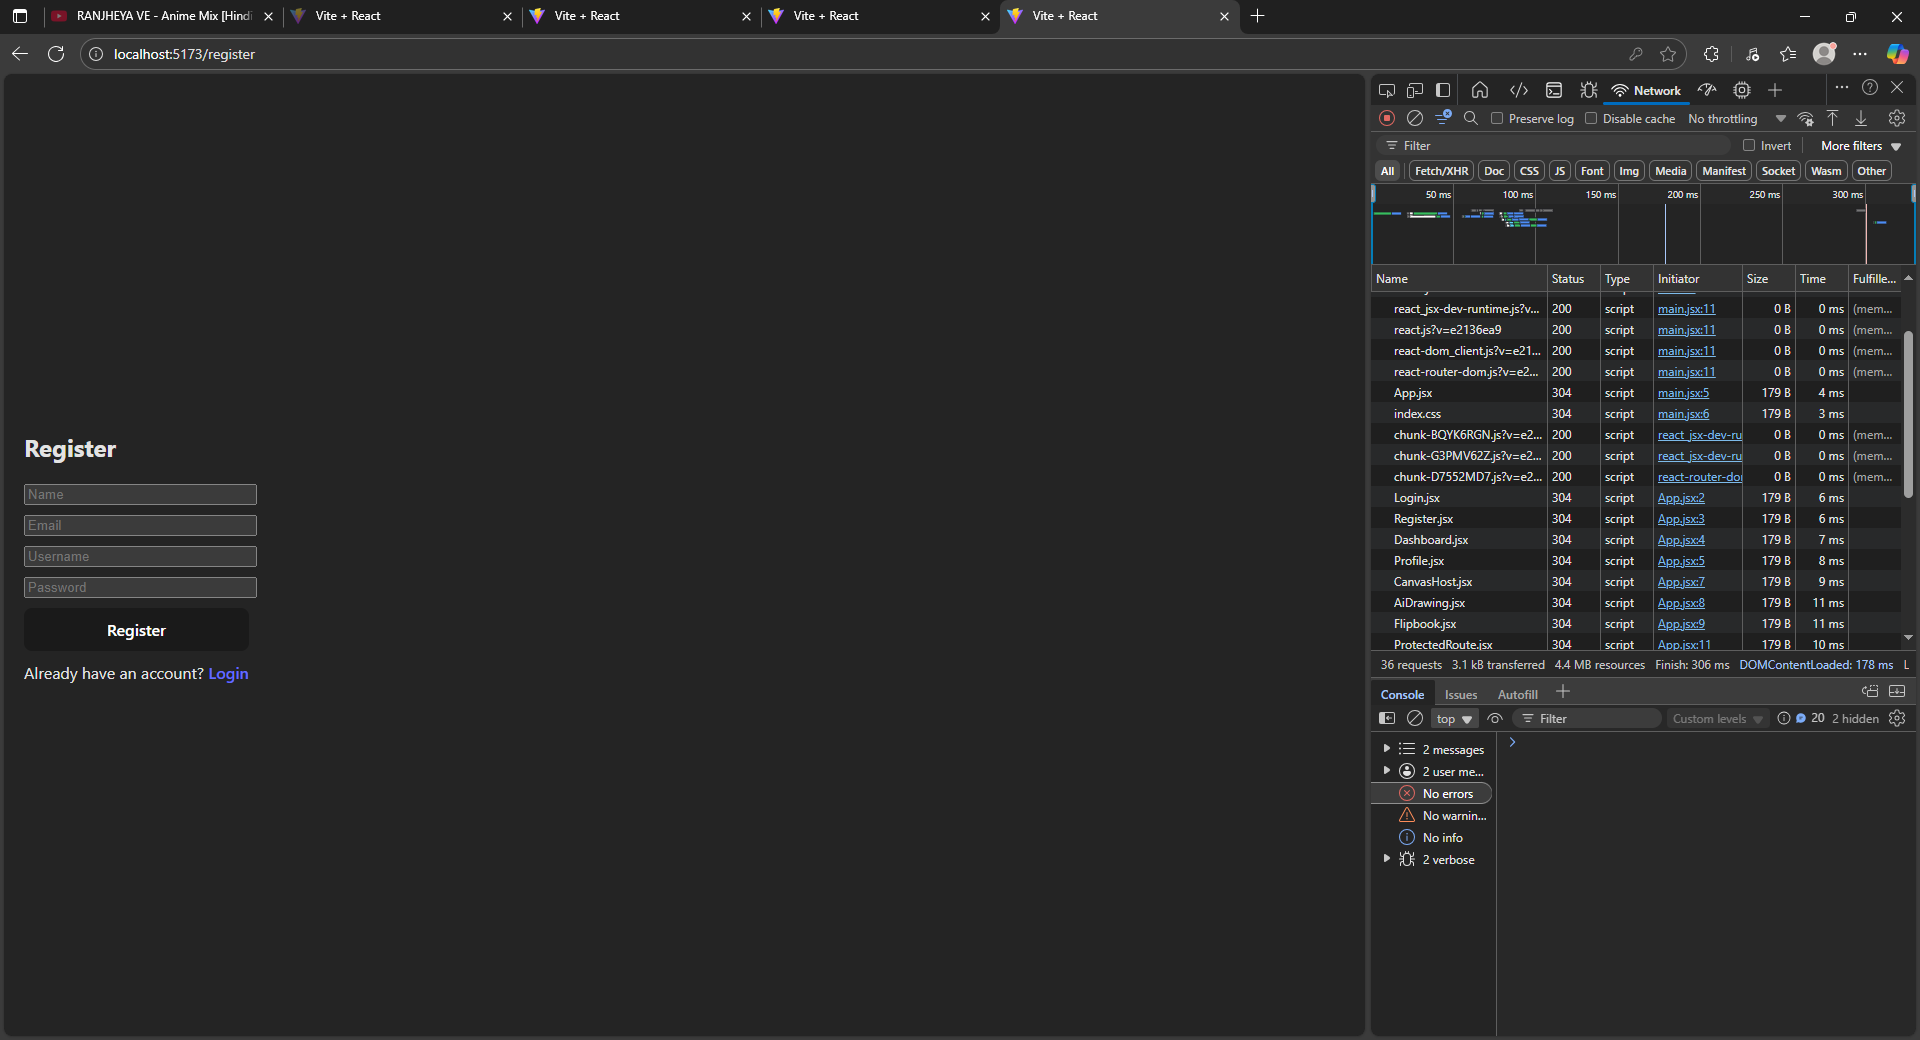 RANJHEYA VE - Anime Mix [Hindi
Vite + React
Vite + React
Vite + React
Vite + React
localhost:5173/register
Network
Preserve log
Disable cache
No throttling
Filter
Invert
More filters
All
Fetch/XHR
Doc
CSS
JS
Font
Img
Media
Manifest
Socket
Wasm
Other
50 ms
100 ms
150 ms
200 ms
250 ms
300 ms
Name Status Type Initiator Size Time Fulfille...
react_jsx-dev-runtime.js?v... 200 script main.jsx:11 0 B 0 ms (mem...
react.js?v=e2136ea9 200 script main.jsx:11 0 B 0 ms (mem...
react-dom_client.js?v=e21... 200 script main.jsx:11 0 B 0 ms (mem...
react-router-dom.js?v=e2... 200 script main.jsx:11 0 B 0 ms (mem...
App.jsx 304 script main.jsx:5 179 B 4 ms
index.css 304 script main.jsx:6 179 B 3 ms
chunk-BQYK6RGN.js?v=e2... 200 script react_jsx-dev-ru 0 B 0 ms (mem...
chunk-G3PMV62Z.js?v=e2... 200 script react_jsx-dev-ru 0 B 0 ms (mem...
chunk-D7552MD7.js?v=e2... 200 script react-router-do 0 B 0 ms (mem...
Login.jsx 304 script App.jsx:2 179 B 6 ms
Register.jsx 304 script App.jsx:3 179 B 6 ms
Dashboard.jsx 304 script App.jsx:4 179 B 7 ms
Profile.jsx 304 script App.jsx:5 179 B 8 ms
CanvasHost.jsx 304 script App.jsx:7 179 B 9 ms
AiDrawing.jsx 304 script App.jsx:8 179 B 11 ms
Flipbook.jsx 304 script App.jsx:9 179 B 11 ms
ProtectedRoute.jsx 304 script App.jsx:11 179 B 10 ms
36 requests 3.1 kB transferred 4.4 MB resources Finish: 306 ms DOMContentLoaded: 178 ms L
Console
Issues
Autofill
top
Filter
Custom levels
20
2 hidden
2 messages
2 user me...
No errors
No warnin...
No info
2 verbose
Register
Name
Email
Username
Password
Register
Already have an account? Login